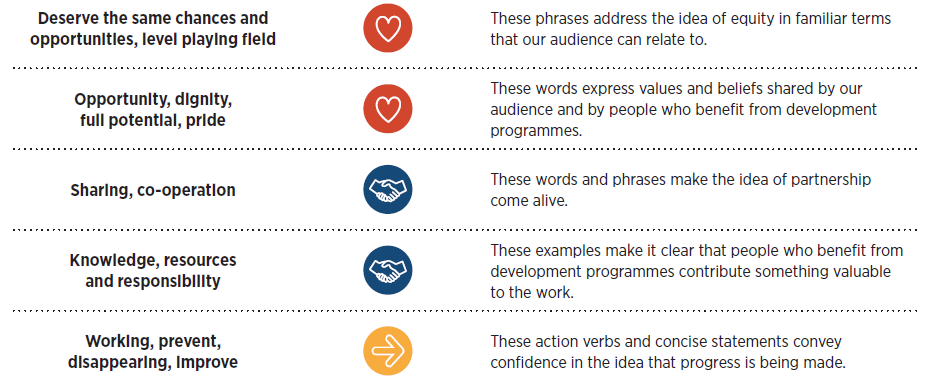 Deserve the same chances and
opportunities, level playing field
These phrases address the idea of equity in familiar terms
that our audience can relate to.
Opportunity, dignity,
full potential, pride
These words express values and beliefs shared by our
audience and by people who benefit from development
programmes.
Sharing, co-operation
These words and phrases make the idea of partnership
come alive.
Knowledge, resources
and responsibility
These examples make it clear that people who benefit from
development programmes contribute something valuable
to the work.
Working, prevent,
disappearing, improve
These action verbs and concise statements convey
confidence in the idea that progress is being made.